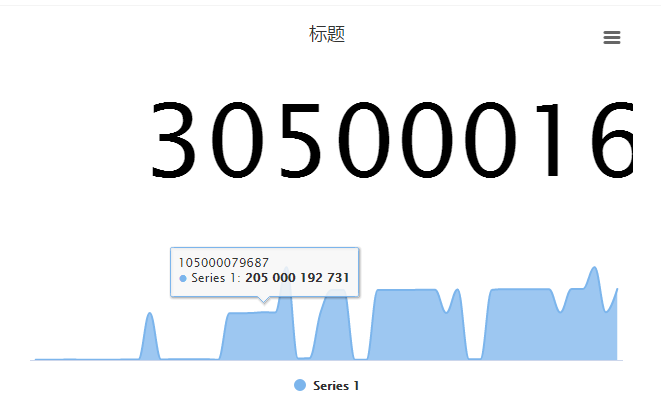 标题
30500016
105000079687
Series 1: 205 000 192 731
Series 1